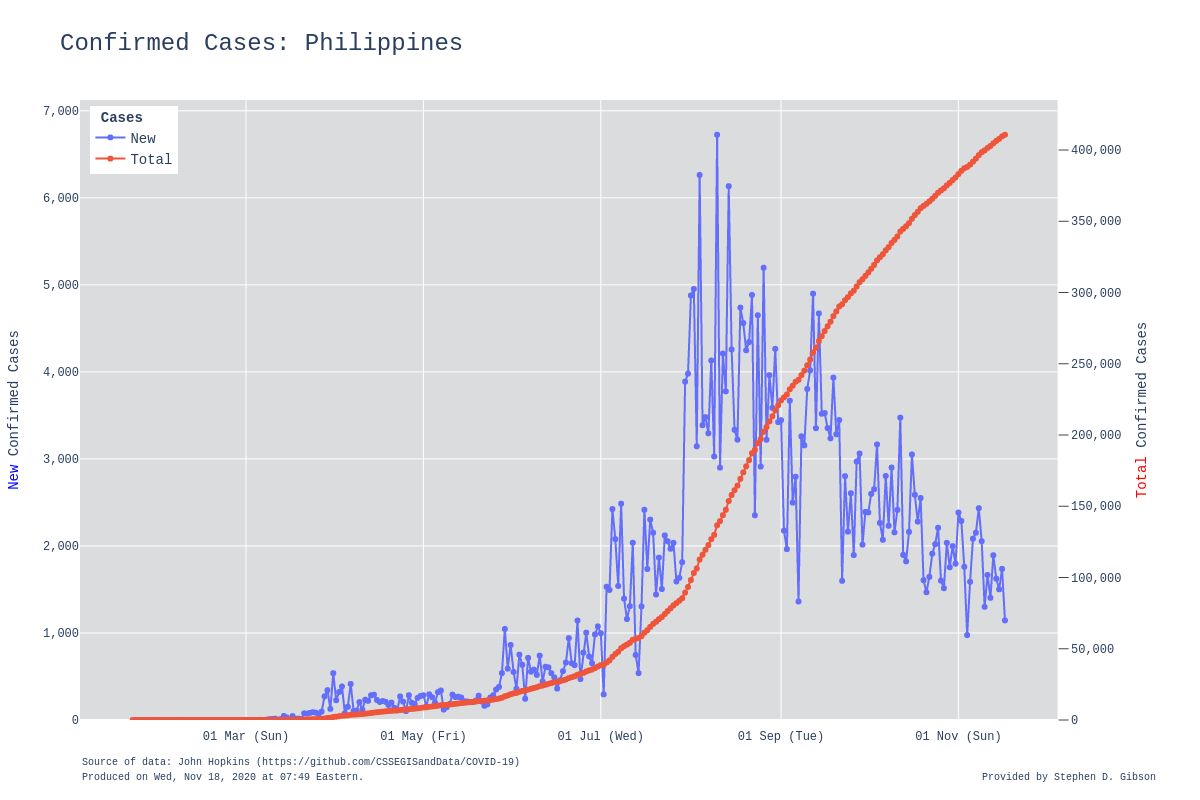 Confirmed Cases: Philippines
Cases
New
Total
7,000
6,000
5,000
4,000
3,000
2,000
1,000
0
New Confirmed Cases
400,000
350,000
300,000
250,000
200,000
150,000
100,000
50,000
0
Total Confirmed Cases
01 Mar (Sun)
01 May (Fri)
01 Jul (Wed)
01 Sep (Tue)
01 Nov (Sun)
Source of data: John Hopkins (https://github.com/CSSEGISandData/COVID-19)
Produced on Wed, Nov 18, 2020 at 07:49 Eastern.
Provided by Stephen D. Gibson